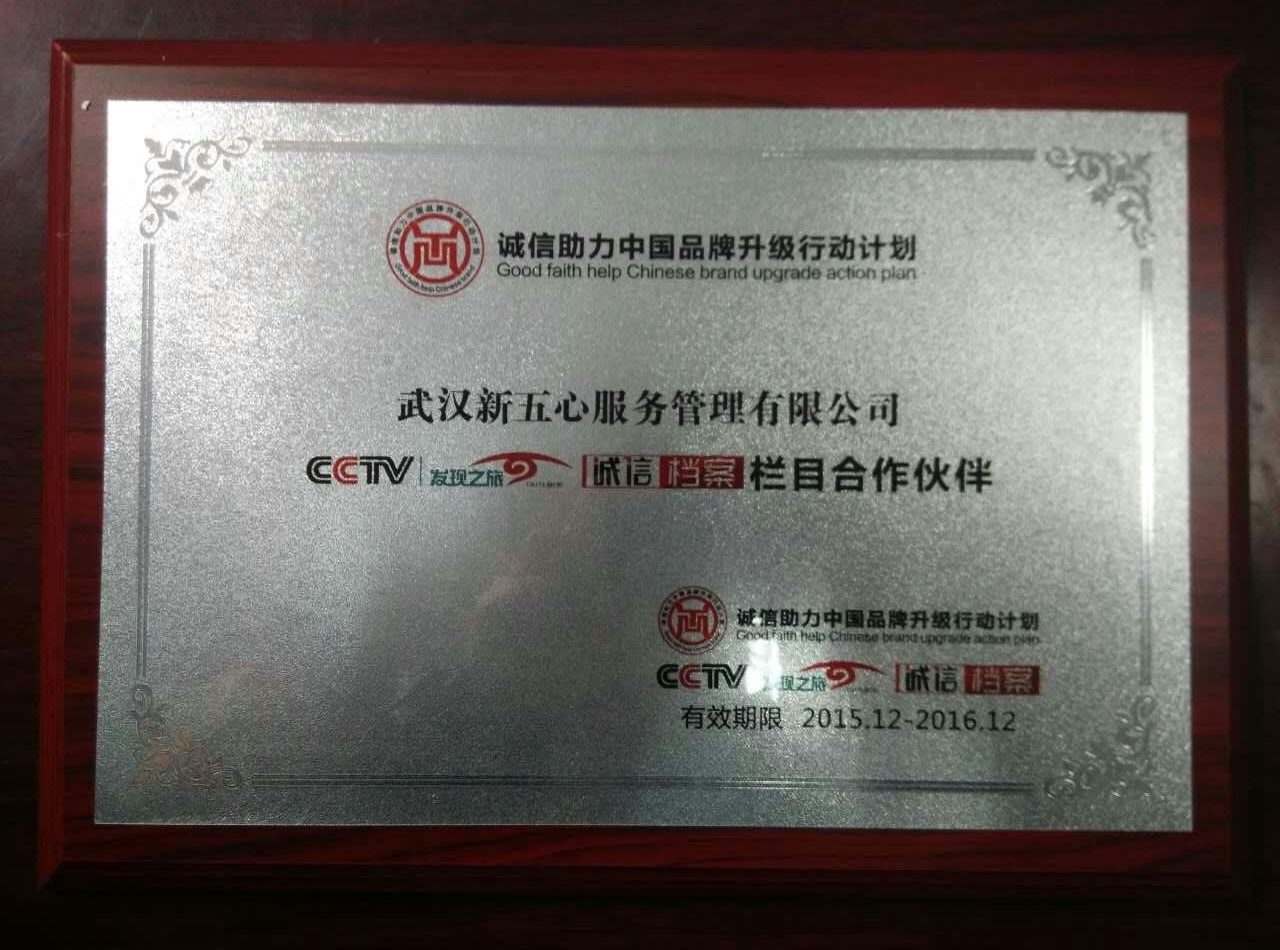 诚信助力中国品牌升级行动计划
Good faith help Chinese brand upgrade action plan
武汉新五心服务管理有限公司
CCTV 发现之旅 诚信档案 栏目合作伙伴
诚信助力中国品牌升级行动计划
Good faith help Chinese brand upgrade action plan
CCTV 现之旅 诚信档案
有效期限 2015.12-2016.12